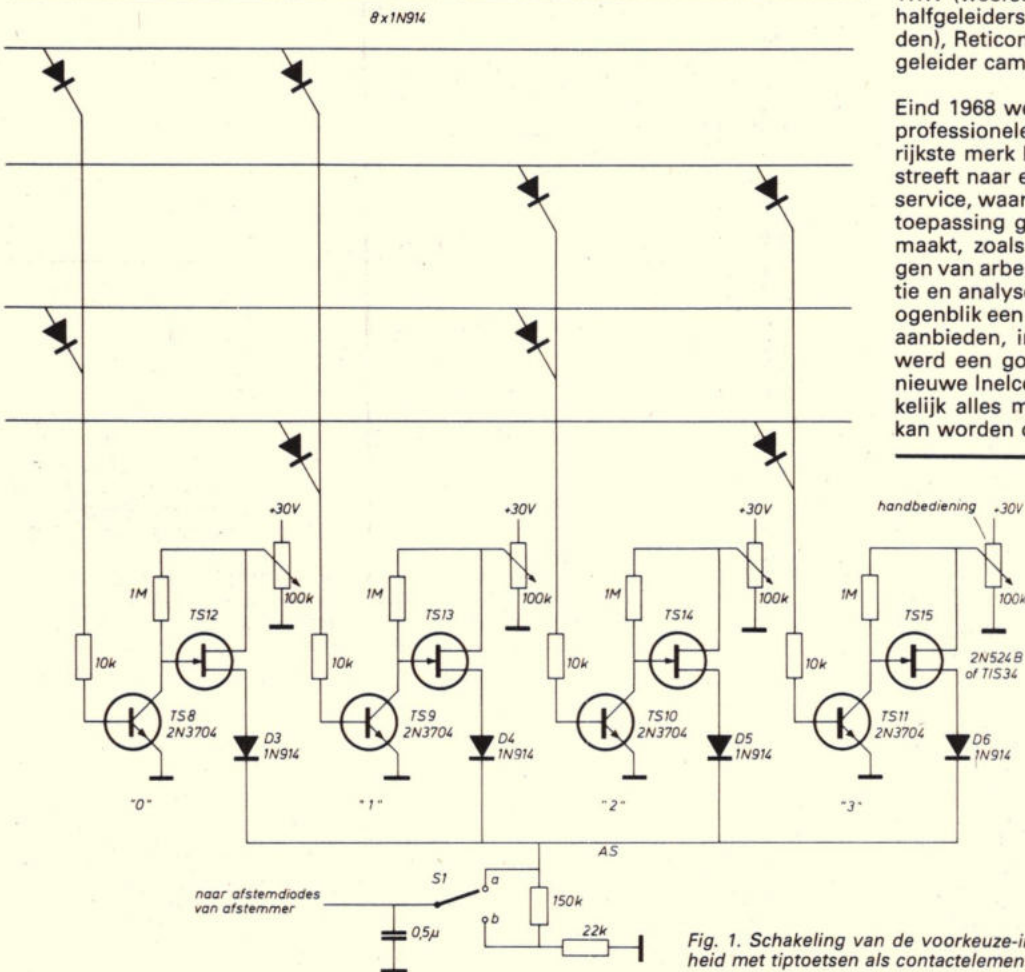 8x1N914
halfgeleiders
den), Reticon
geleider cam
Eind 1968 we
professionele
rijkste merk
streeft naar e
service, waar
toepassing g
maakt, zoals
gen van arbe
tie en analys
ogenblik een
aanbieden, in
werd een go
nieuwe Inelc
kelijk alles m
kan worden
+30V
+30V
+30V
handbediening
+30V
1M
TS12
100k
1M
TS13
100k
1M
TS14
100k
1M
TS15
100k
10k
10k
10k
10k
2N524B
of TIS34
TS8
2N3704
D3
1N914
TS9
2N3704
D4
1N914
TS10
2N3704
D5
1N914
TS11
2N3704
D6
1N914
"0"
"1"
"2"
"3"
AS
naar afstemdiodes
van afstemmer
S1
a
b
150k
0,5µ
22k
Fig. 1. Schakeling van de voorkeuze-
heid met tiptoetsen als contactelemen